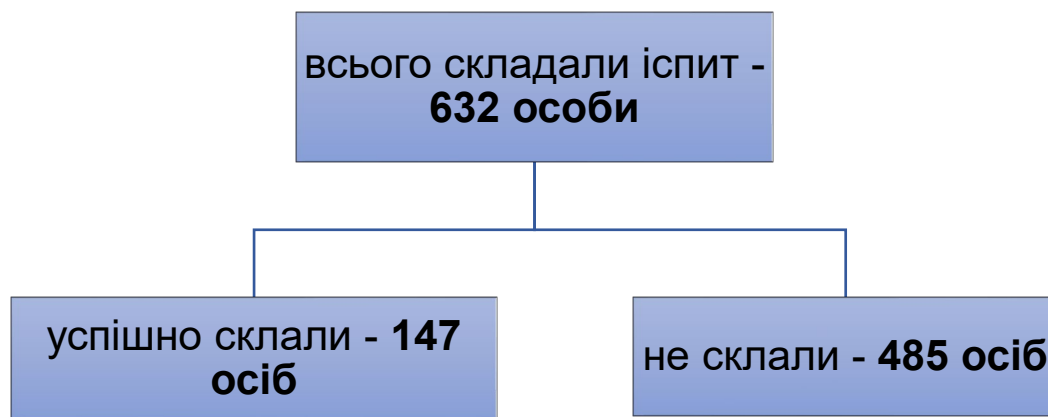 всього складали іспит -
632 особи
успішно склали - 147
осіб
не склали - 485 осіб